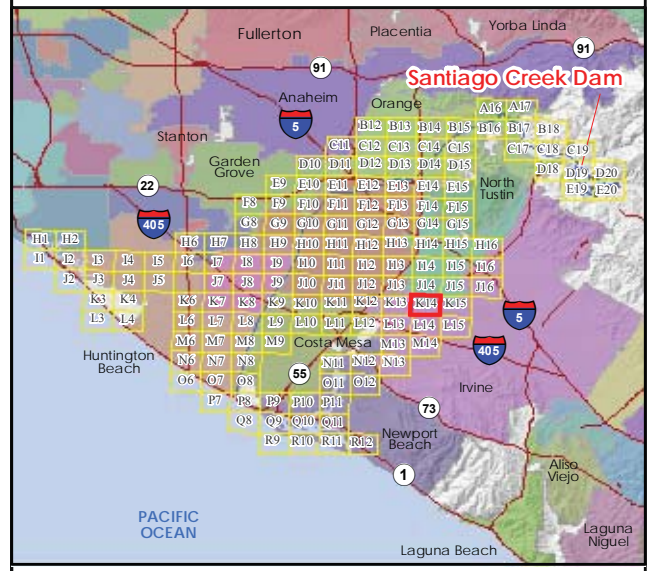 Yorba Linda
Fullerton
Placentia
91
91
Santiago Creek Dam
Anaheim
Orange
A16 A17
5
B12 B13 B14 B15 B16 B17 B18
Stanton
C11 C12 C13 C14 C15 C17 C18 C19
Garden
Grove
D10 D11 D12 D13 D14 D15 D18 D19 D20
22
E9 E10 E11 E12 E13 E14 E15 E19 E20
North
Tustin
F8 F9 F10 F11 F12 F13 F14 F15
405
G8 G9 G10 G11 G12 G13 G14 G15
H1 H2 H6 H7 H8 H9 H10 H11 H12 H13 H14 H15 H16
I1 I2 I3 I4 I5 I6 I7 I8 I9 I10 I11 I12 I13 I14 I15 I16
J2 J3 J4 J5 J7 J8 J9 J10 J11 J12 J13 J14 J15 J16
K3 K4 K6 K7 K8 K9 K10 K11 K12 K13 K14 K15
5
L3 L4 L6 L7 L8 L9 L10 L11 L12 L13 L14 L15
M6 M7 M8 M9 Costa Mesa M13 M14
405
Huntington
Beach
N6 N7 N8 N11 N12 N13
55
O6 O7 O8 O11 O12
Irvine
P7 P8 P9 P10 P11
73
Q8 Q9 Q10 Q11
Newport
Beach
R9 R10 R11 R12
1
Aliso
Viejo
PACIFIC
OCEAN
Laguna
Niguel
Laguna Beach